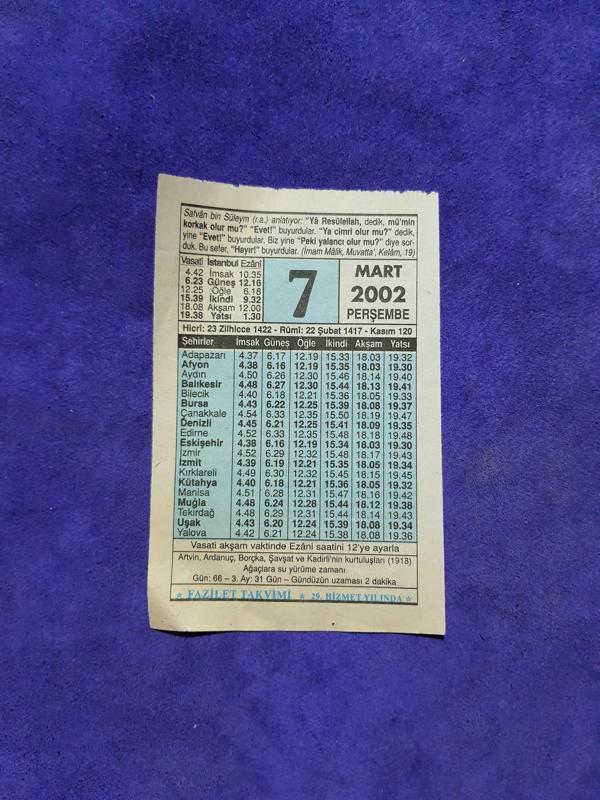 Safvân bin Süleym (r.a.) anlatıyor: "Yâ Resûlellah, dedik, mü'min
korkak olur mu?" "Evet!" buyurdular. "Ya cimri olur mu?" dedik,
yine "Evet!" buyurdular. Biz yine "Peki yalancı olur mu?" diye sor-
duk. Bu sefer, "Hayır!" buyurdular. (İmam Mâlik, Muvatta', Kelâm, 19)
Vasatî İstanbul Ezânî
4.42 İmsak 10.35
6.23 Güneş 12.16
12.25 Öğle 6.18
15.39 İkindi 9.32
18.08 Akşam 12.00
19.38 Yatsı 1.30
7
MART
2002
PERŞEMBE
Hicrî: 23 Zilhicce 1422 - Rûmî: 22 Şubat 1417 - Kasım 120
Şehirler İmsak Güneş Öğle İkindi Akşam Yatsı
Adapazarı 4.37 6.17 12.19 15.33 18.03 19.32
Afyon 4.38 6.16 12.19 15.35 18.03 19.30
Aydın 4.50 6.26 12.30 15.46 18.14 19.40
Balıkesir 4.48 6.27 12.30 15.44 18.13 19.41
Bilecik 4.40 6.18 12.21 15.36 18.05 19.33
Bursa 4.43 6.22 12.25 15.39 18.08 19.37
Çanakkale 4.54 6.33 12.35 15.50 18.19 19.47
Denizli 4.45 6.21 12.25 15.41 18.09 19.35
Edirne 4.52 6.33 12.35 15.48 18.18 19.48
Eskişehir 4.38 6.16 12.19 15.34 18.03 19.30
İzmir 4.52 6.29 12.32 15.48 18.17 19.43
İzmit 4.39 6.19 12.21 15.35 18.05 19.34
Kırklareli 4.49 6.30 12.32 15.45 18.15 19.45
Kütahya 4.40 6.18 12.21 15.36 18.05 19.32
Manisa 4.51 6.28 12.31 15.47 18.16 19.42
Muğla 4.48 6.24 12.28 15.44 18.12 19.38
Tekirdağ 4.48 6.29 12.31 15.44 18.14 19.43
Uşak 4.43 6.20 12.24 15.39 18.08 19.34
Yalova 4.42 6.21 12.24 15.38 18.08 19.36
Vasati akşam vaktinde Ezânî saatini 12'ye ayarla
Artvin, Ardanuç, Borçka, Şavşat ve Kadirli'nin kurtuluşları (1918)
Ağaçlara su yürüme zamanı
Gün: 66 – 3. Ay: 31 Gün – Gündüzün uzaması 2 dakika
FAZİLET TAKVİMİ ☆ 29. HİZMET YILINDA